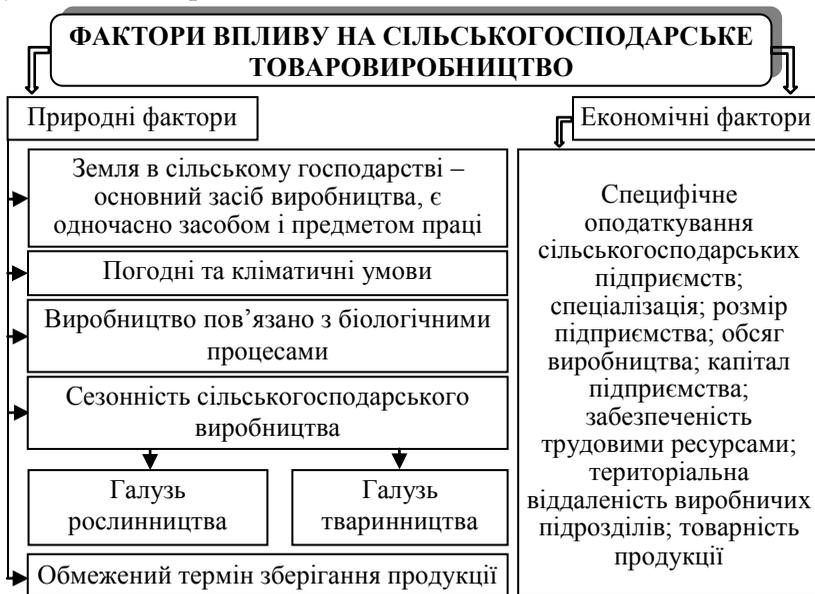 ФАКТОРИ ВПЛИВУ НА СІЛЬСЬКОГОСПОДАРСЬКЕ
ТОВАРОВИРОБНИЦТВО
Природні фактори
Земля в сільському господарстві –
основний засіб виробництва, є
одночасно засобом і предметом праці
Погодні та кліматичні умови
Виробництво пов’язано з біологічними
процесами
Сезонність сільськогосподарського
виробництва
Галузь
рослинництва
Галузь
тваринництва
Обмежений термін зберігання продукції
Економічні фактори
Специфічне
оподаткування
сільськогосподарських
підприємств;
спеціалізація; розмір
підприємства; обсяг
виробництва; капітал
підприємства;
забезпеченість
трудовими ресурсами;
територіальна
віддаленість виробничих
підрозділів; товарність
продукції